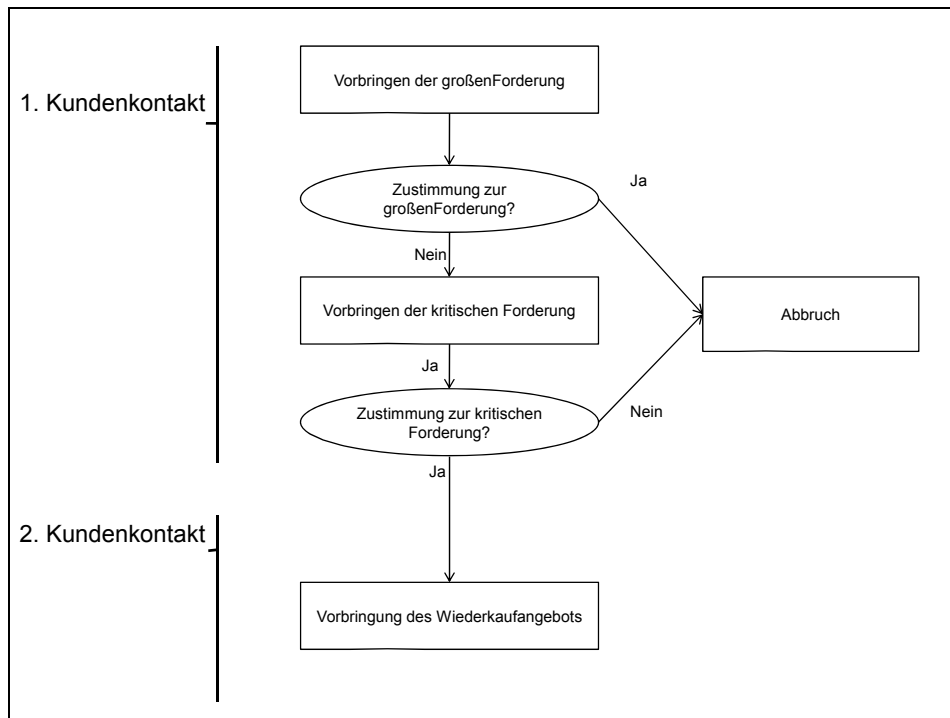 1. Kundenkontakt
Vorbringen der großenForderung
Zustimmung zur
großenForderung?
Ja
Nein
Vorbringen der kritischen Forderung
Abbruch
Ja
Zustimmung zur kritischen
Forderung?
Nein
Ja
2. Kundenkontakt
Vorbringung des Wiederkaufangebots